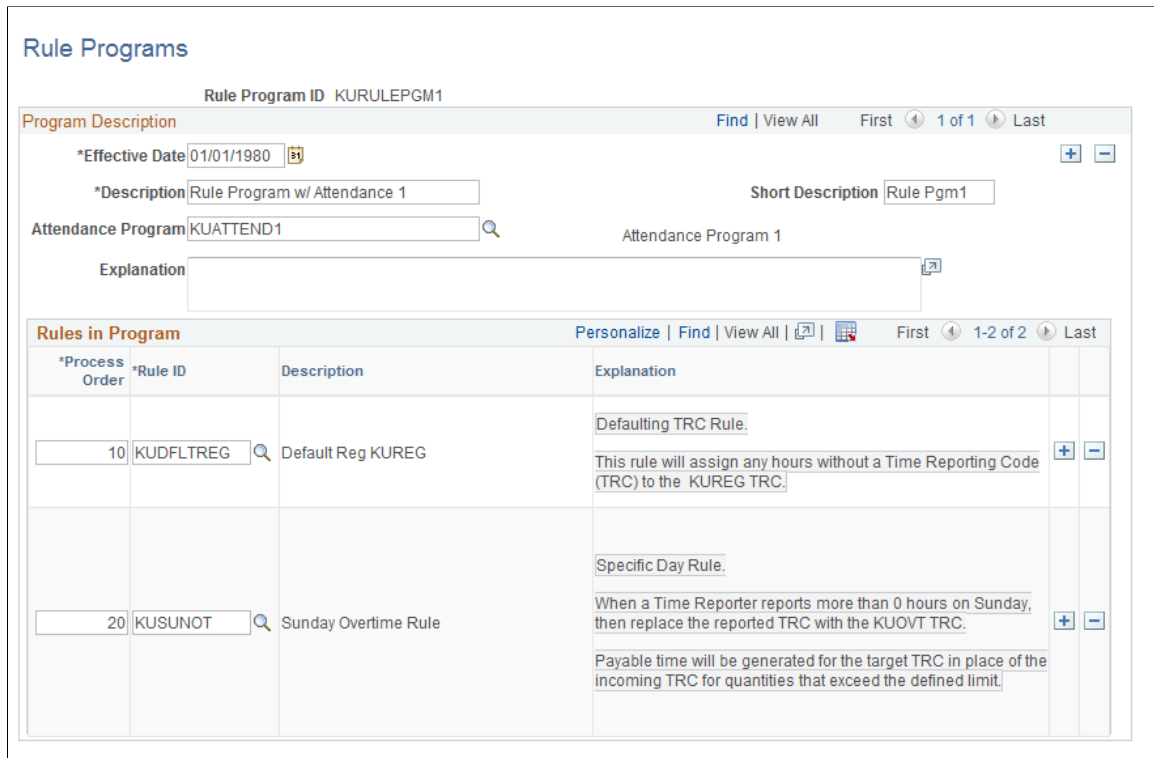 Rule Programs
Rule Program ID KURULEPGM1
Program Description Find | View All First 1 of 1 Last
*Effective Date 01/01/1980 31
*Description Rule Program w/ Attendance 1 Short Description Rule Pgm1
Attendance Program KUATTEND1 Attendance Program 1
Explanation
Rules in Program Personalize | Find | View All | | First 1-2 of 2 Last
*Process Order *Rule ID Description Explanation
10 KUDFLTREG Default Reg KUREG
Defaulting TRC Rule.
This rule will assign any hours without a Time Reporting Code
(TRC) to the KUREG TRC.
20 KUSUNOT Sunday Overtime Rule
Specific Day Rule.
When a Time Reporter reports more than 0 hours on Sunday,
then replace the reported TRC with the KUOVT TRC.
Payable time will be generated for the target TRC in place of the
incoming TRC for quantities that exceed the defined limit.